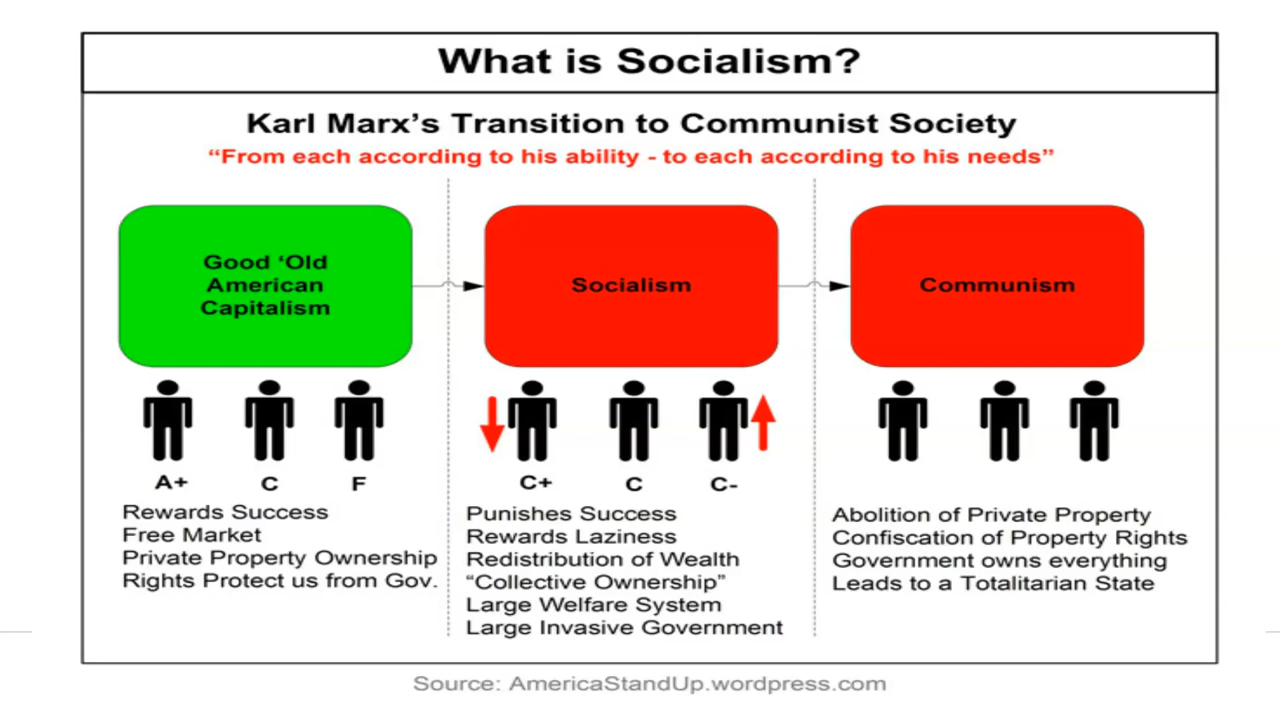 What is Socialism?
Karl Marx's Transition to Communist Society
“From each according to his ability - to each according to his needs”
Good ‘Old
American
Capitalism
Socialism
Communism
A+ C F
C+ C C-
Rewards Success
Free Market
Private Property Ownership
Rights Protect us from Gov.
Punishes Success
Rewards Laziness
Redistribution of Wealth
“Collective Ownership”
Large Welfare System
Large Invasive Government
Abolition of Private Property
Confiscation of Property Rights
Government owns everything
Leads to a Totalitarian State
Source: AmericaStandUp.wordpress.com